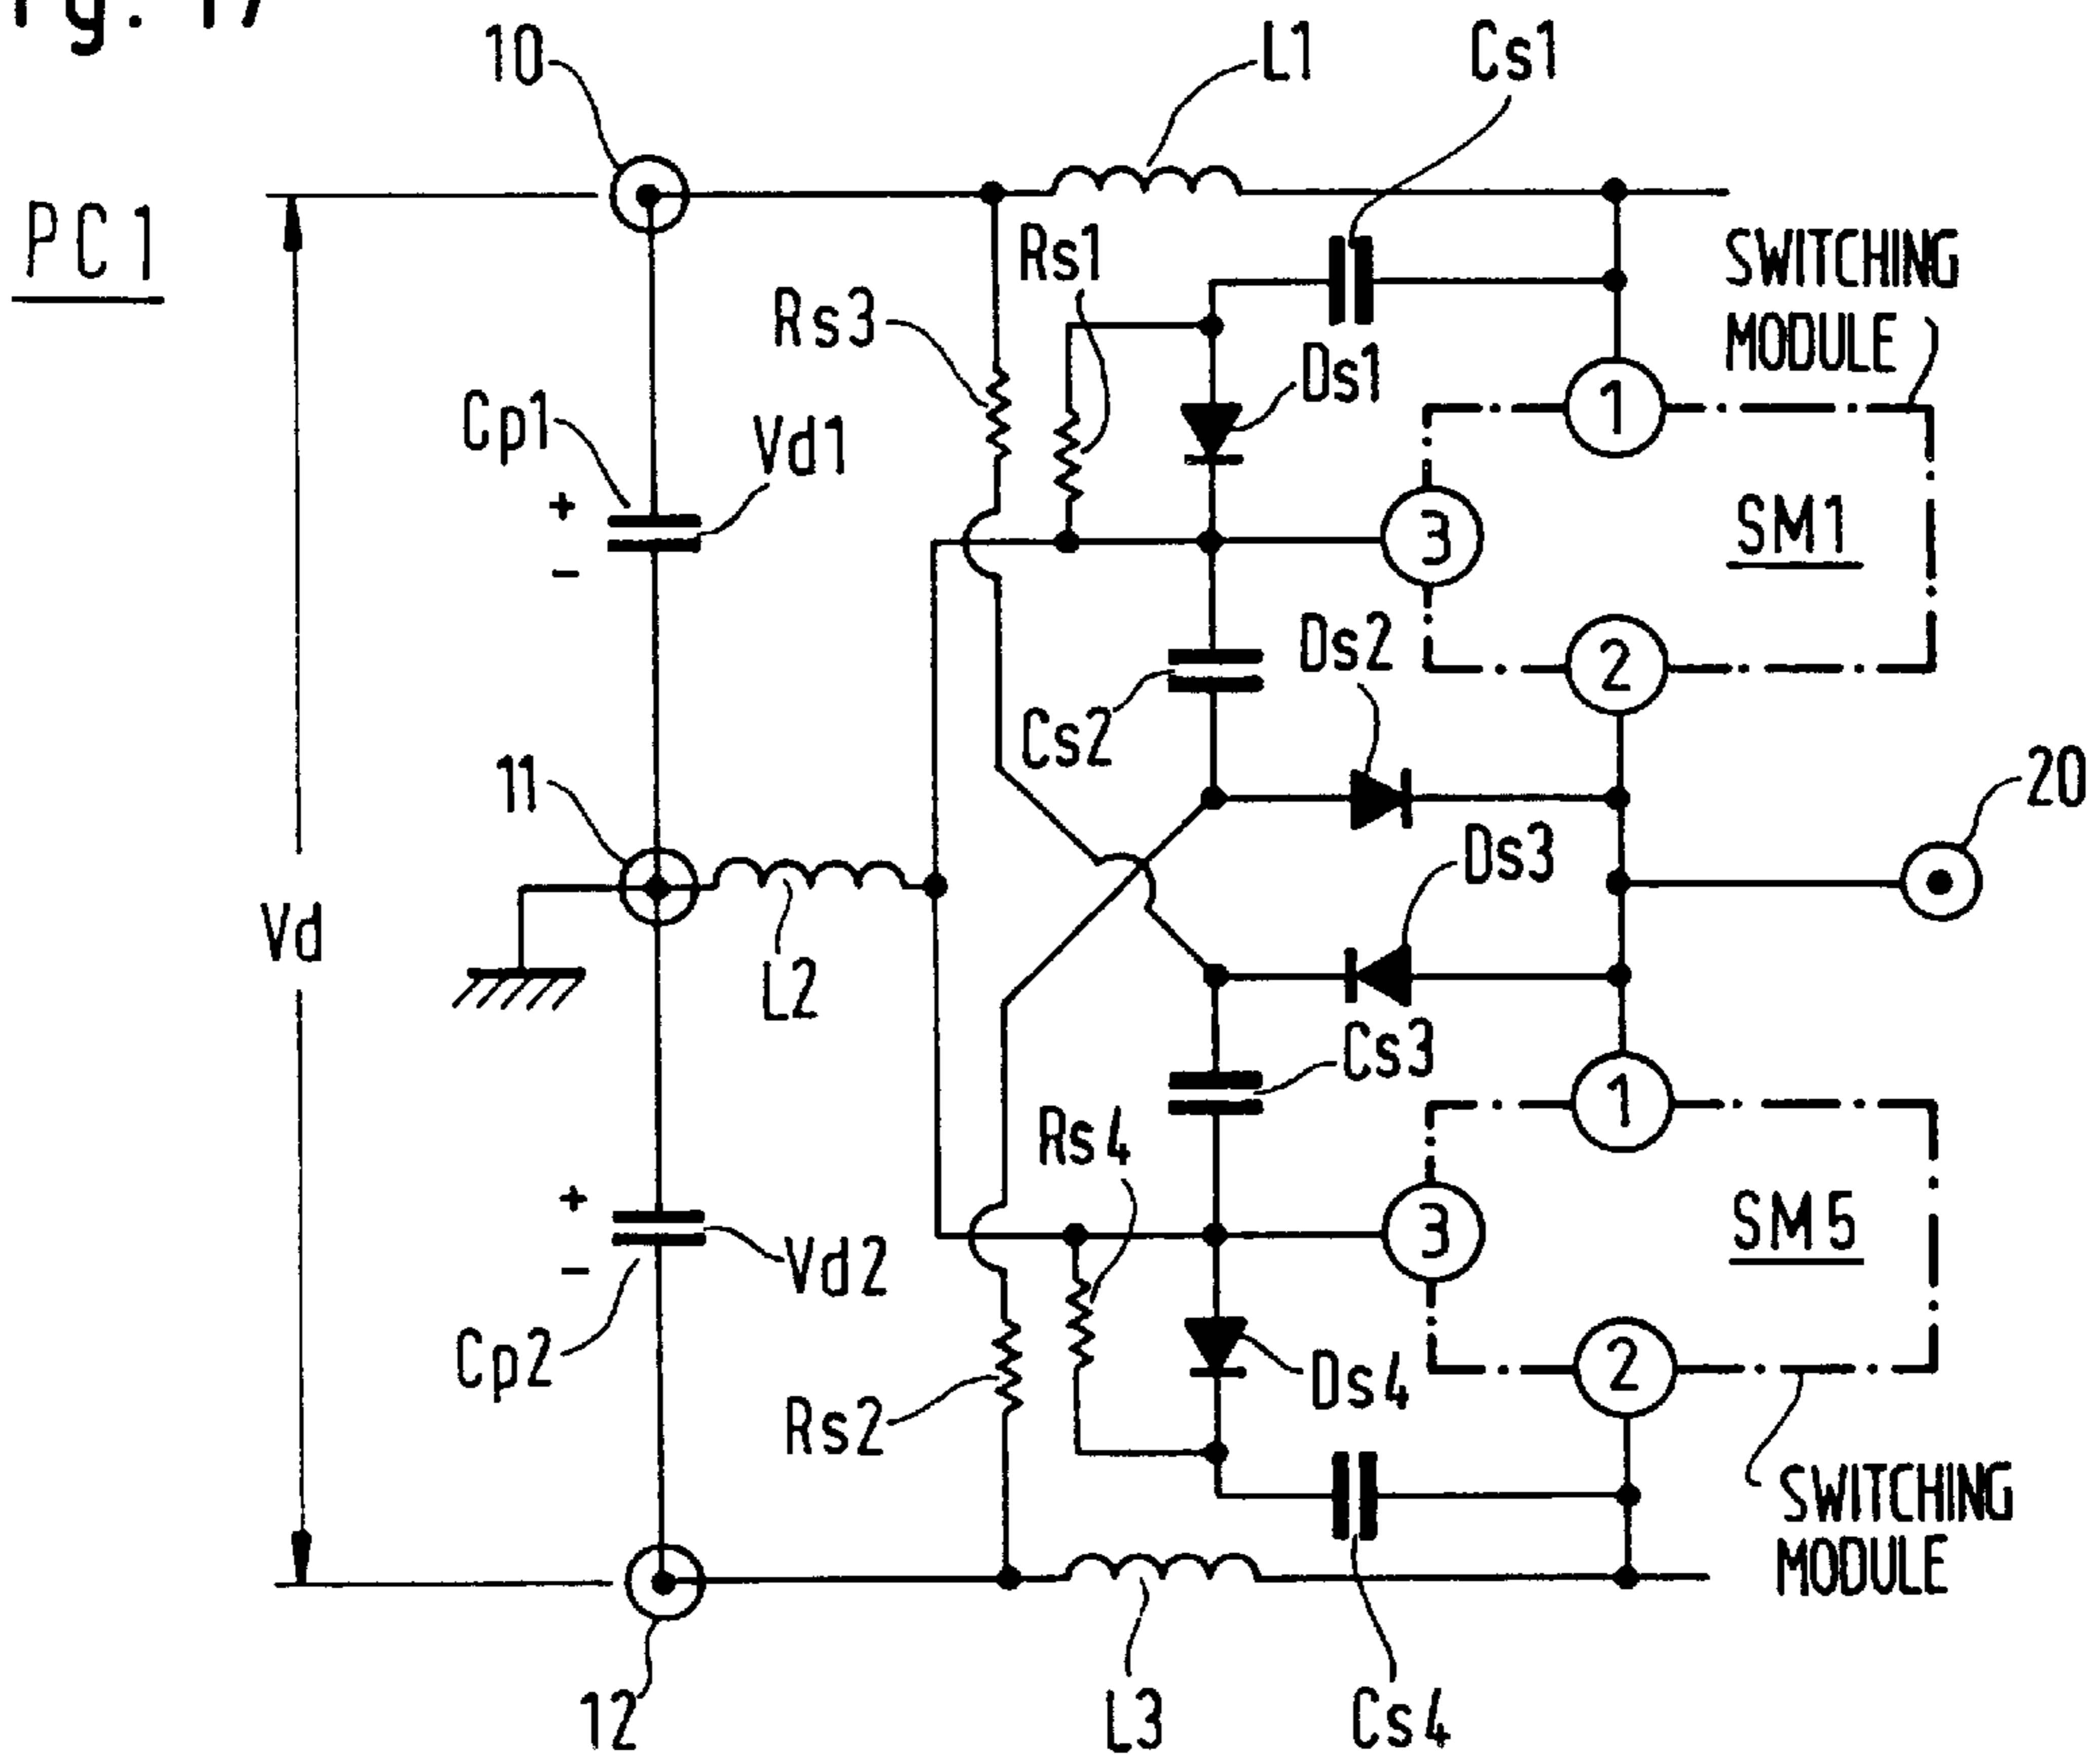 10
L1
Cs1
PC1
Rs1
SWITCHING
MODULE
Rs3
Ds1
1
Cp1
Vd1
+
-
3
SM1
Ds2
2
Cs2
11
20
Ds3
Vd
L2
Cs3
1
Rs4
+
-
3
SM5
Vd2
2
Cp2
Ds4
Rs2
SWITCHING
MODULE
12
L3
Cs4